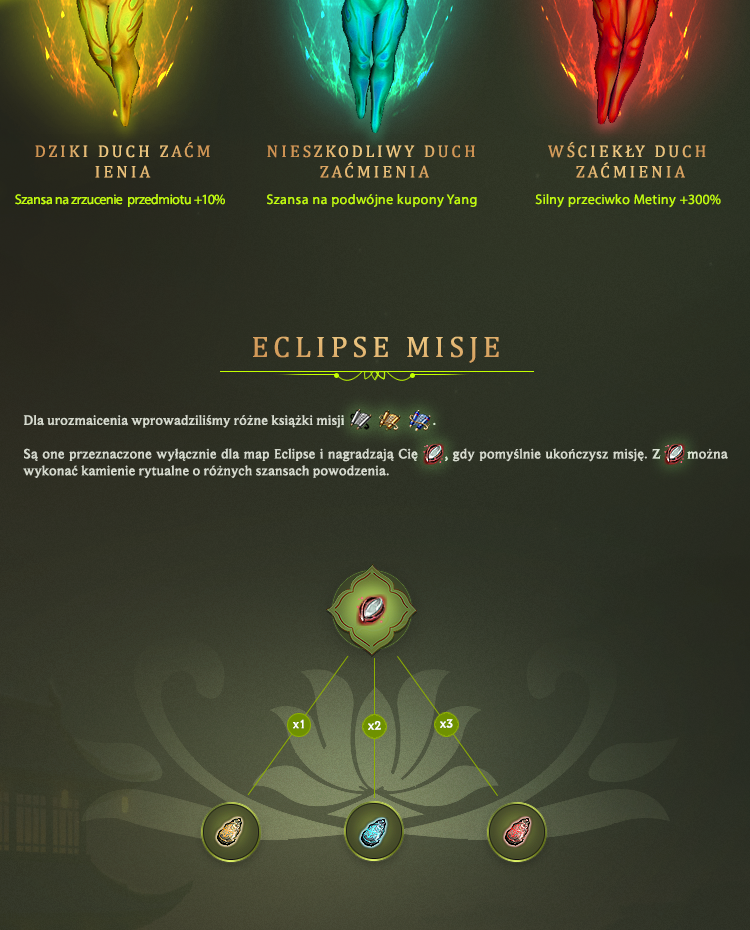 DZIKI DUCH ZAĆM
IENIA
Szansa na zrzucenie przedmiotu +10%
NIESZKODLIWY DUCH
ZAĆMIENIA
Szansa na podwójne kupony Yang
WŚCIEKŁY DUCH
ZAĆMIENIA
Silny przeciwko Metiny +300%
ECLIPSE MISJE
Dla urozmaicenia wprowadziliśmy różne książki misji .
Są one przeznaczone wyłącznie dla map Eclipse i nagradzają Cię , gdy pomyślnie ukończysz misję. Z można
wykonać kamienie rytualne o różnych szansach powodzenia.
x1
x2
x3